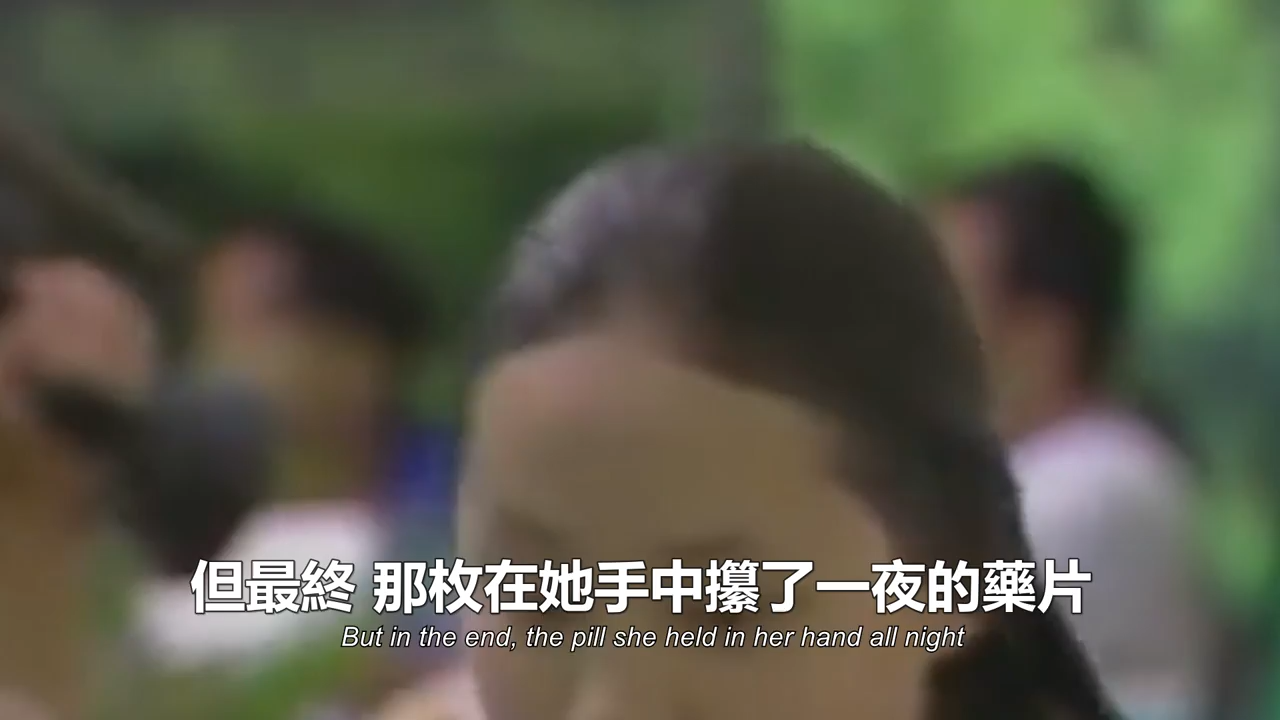 但最終 那枚在她手中攥了一夜的藥片
But in the end, the pill she held in her hand all night